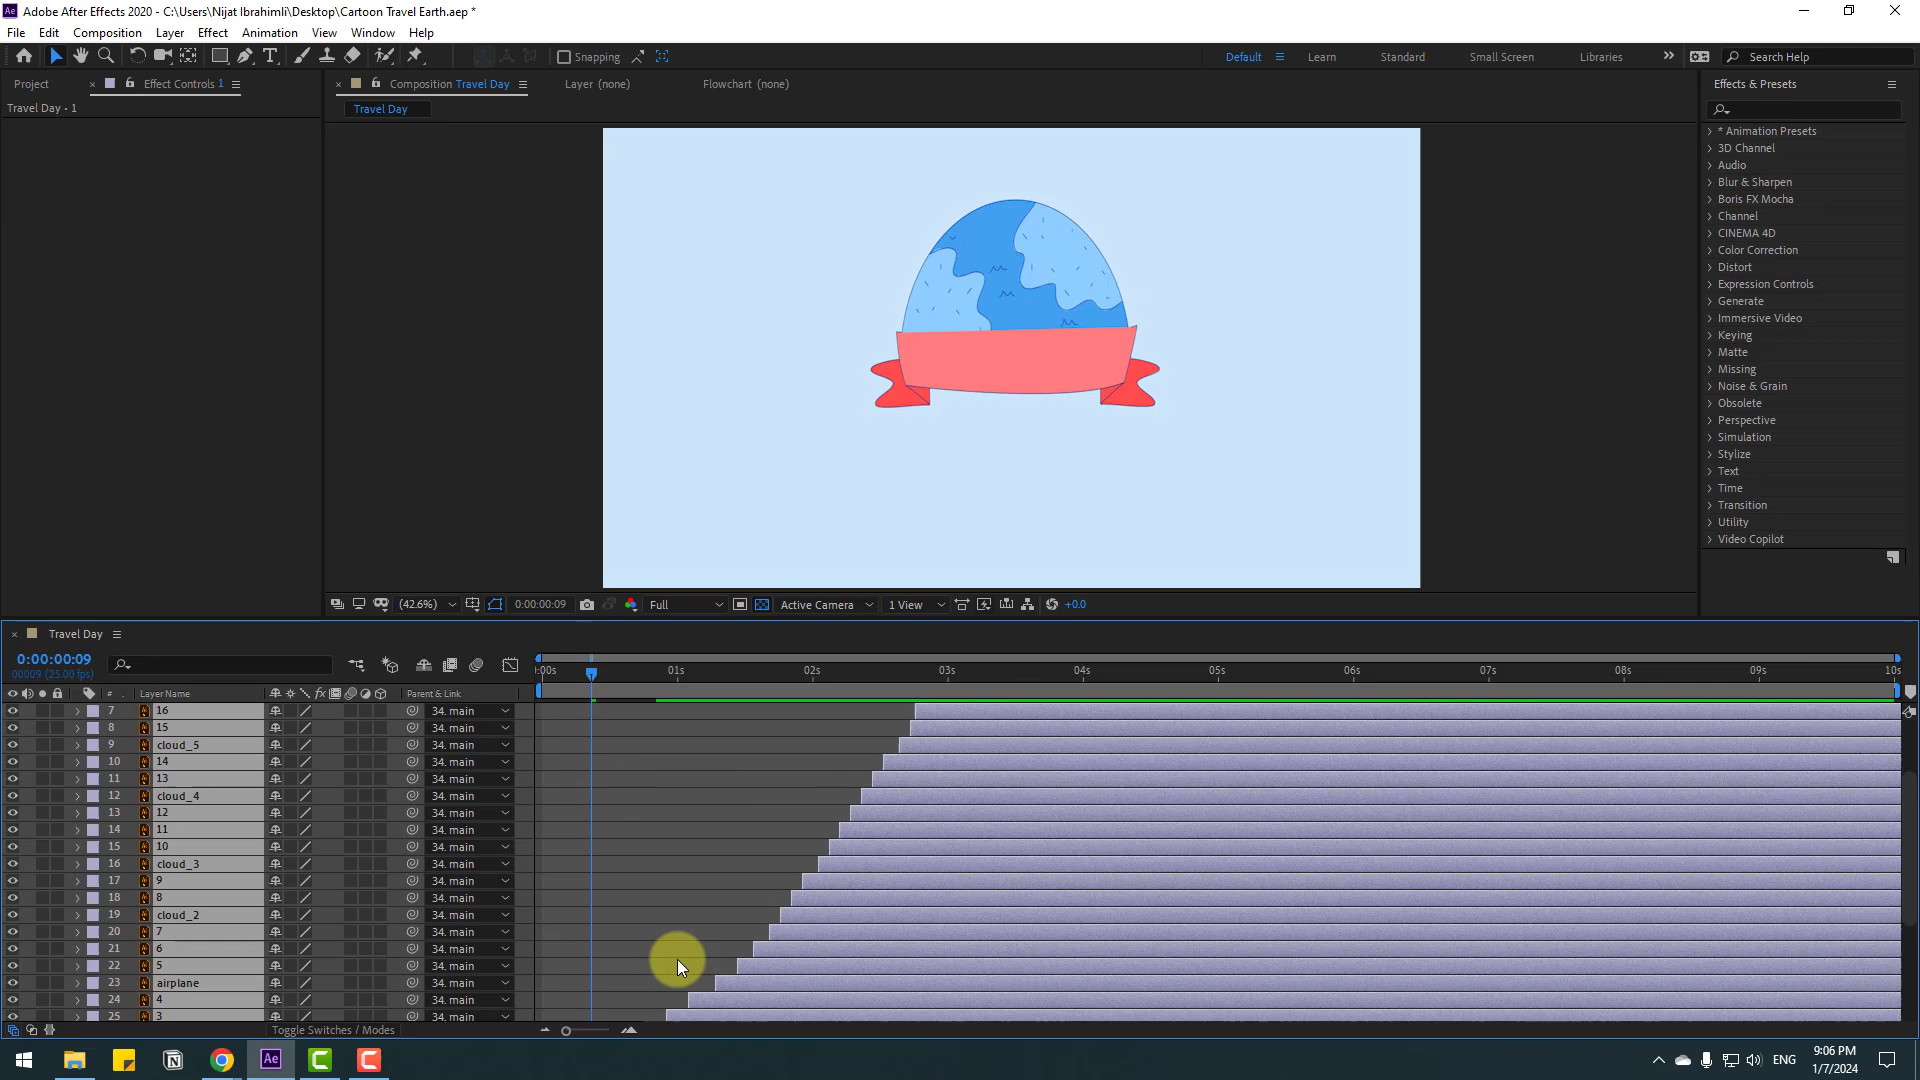 Adobe After Effects 2020 - C:\Users\Nijat Ibrahimli\Desktop\Cartoon Travel Earth.aep *
File Edit Composition Layer Effect Animation View Window Help
Snapping Default Learn Standard Small Screen Libraries Search Help
Project Effect Controls 1 Composition Travel Day Layer (none) Flowchart (none) Effects & Presets
Travel Day • 1
Travel Day
* Animation Presets
3D Channel
Audio
Blur & Sharpen
Boris FX Mocha
Channel
CINEMA 4D
Color Correction
Distort
Expression Controls
Generate
Immersive Video
Keying
Matte
Missing
Noise & Grain
Obsolete
Perspective
Simulation
Stylize
Text
Time
Transition
Utility
Video Copilot
(42.6%) 0:00:00:09 Full Active Camera 1 View +0.0
Travel Day
0:00:00:09
00009 (25.00 fps)
:00s 01s 02s 03s 04s 05s 06s 07s 08s 09s 10s
# Layer Name Parent & Link
7 16 34. main
8 15 34. main
9 cloud_5 34. main
10 14 34. main
11 13 34. main
12 cloud_4 34. main
13 12 34. main
14 11 34. main
15 10 34. main
16 cloud_3 34. main
17 9 34. main
18 8 34. main
19 cloud_2 34. main
20 7 34. main
21 6 34. main
22 5 34. main
23 airplane 34. main
24 4 34. main
25 3 34. main
Toggle Switches / Modes
Ae
ENG
9:06 PM
1/7/2024